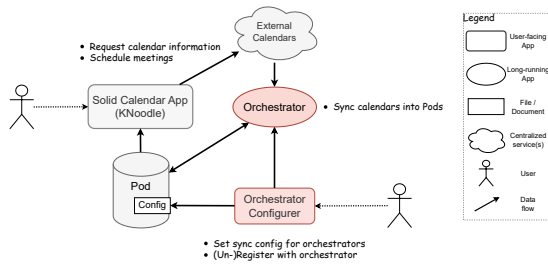 External
Calendars
Legend
• Request calendar information
• Schedule meetings
User-facing
App
Long-running
App
Solid Calendar App
(KNoodle)
Orchestrator
• Sync calendars into Pods
File /
Document
Centralized
service(s)
Pod
Config
Orchestrator
Configurer
User
Data
flow
• Set sync config for orchestrators
• (Un-)Register with orchestrator